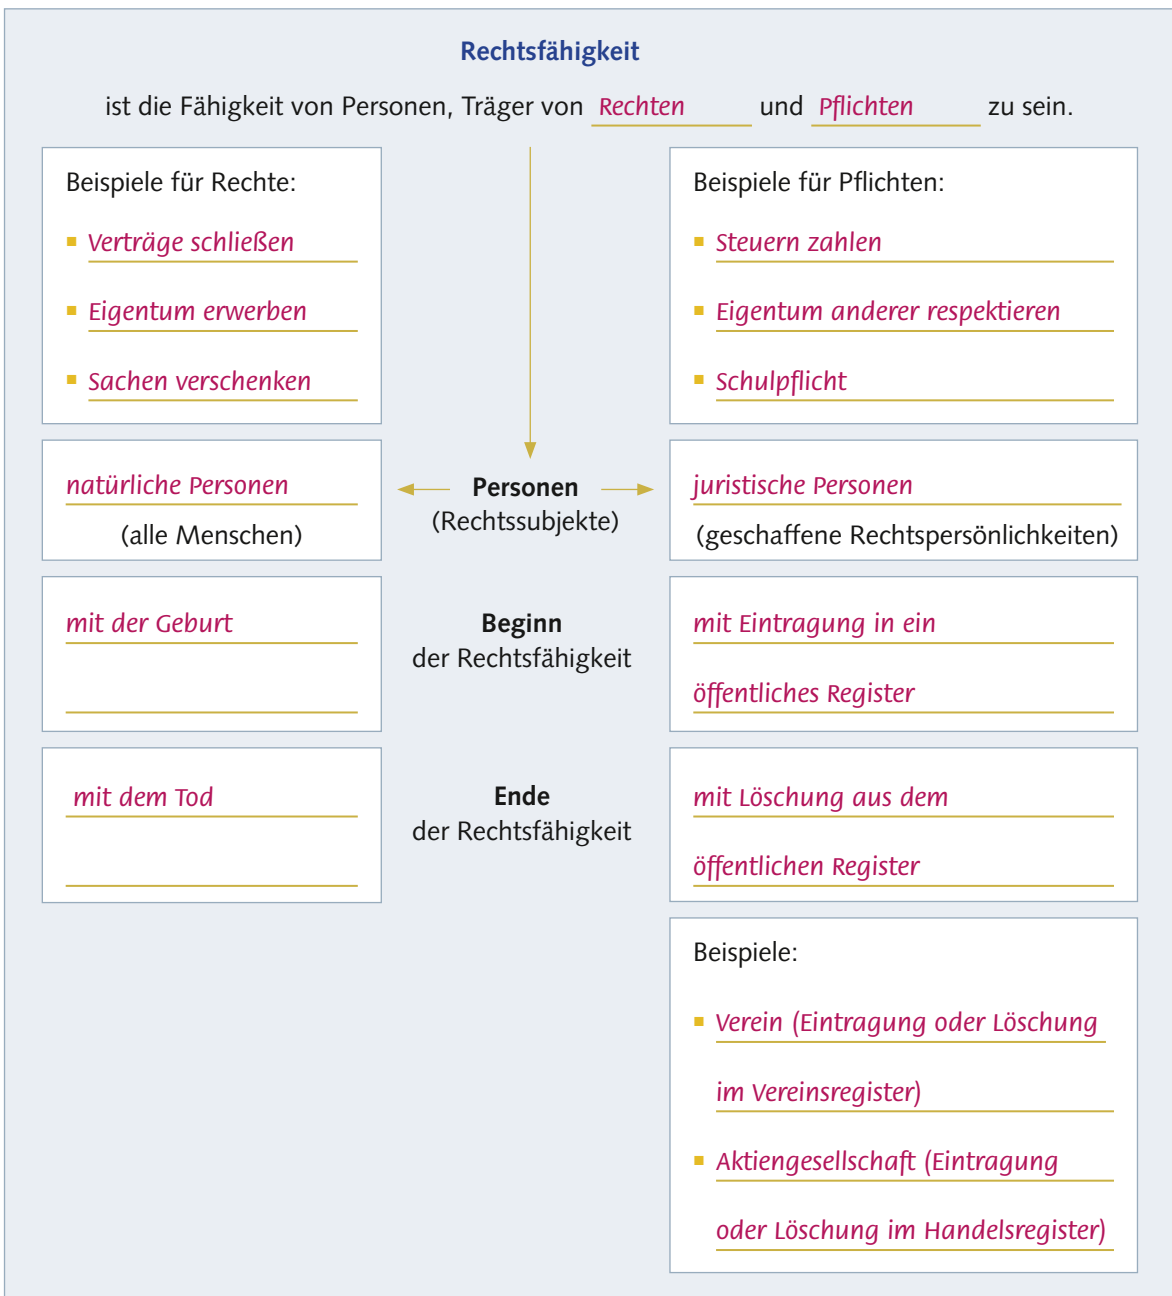 Rechtsfähigkeit
ist die Fähigkeit von Personen, Träger von Rechten und Pflichten zu sein.
Beispiele für Rechte:
▪ Verträge schließen
▪ Eigentum erwerben
▪ Sachen verschenken
Beispiele für Pflichten:
▪ Steuern zahlen
▪ Eigentum anderer respektieren
▪ Schulpflicht
natürliche Personen
(alle Menschen)
Personen
(Rechtssubjekte)
juristische Personen
(geschaffene Rechtspersönlichkeiten)
mit der Geburt
Beginn
der Rechtsfähigkeit
mit Eintragung in ein
öffentliches Register
mit dem Tod
Ende
der Rechtsfähigkeit
mit Löschung aus dem
öffentlichen Register
Beispiele:
▪ Verein (Eintragung oder Löschung
im Vereinsregister)
▪ Aktiengesellschaft (Eintragung
oder Löschung im Handelsregister)